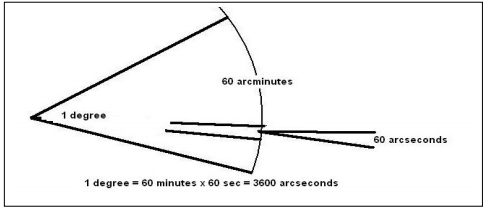 60 arcminutes
1 degree
60 arcseconds
1 degree = 60 minutes x 60 sec = 3600 arcseconds